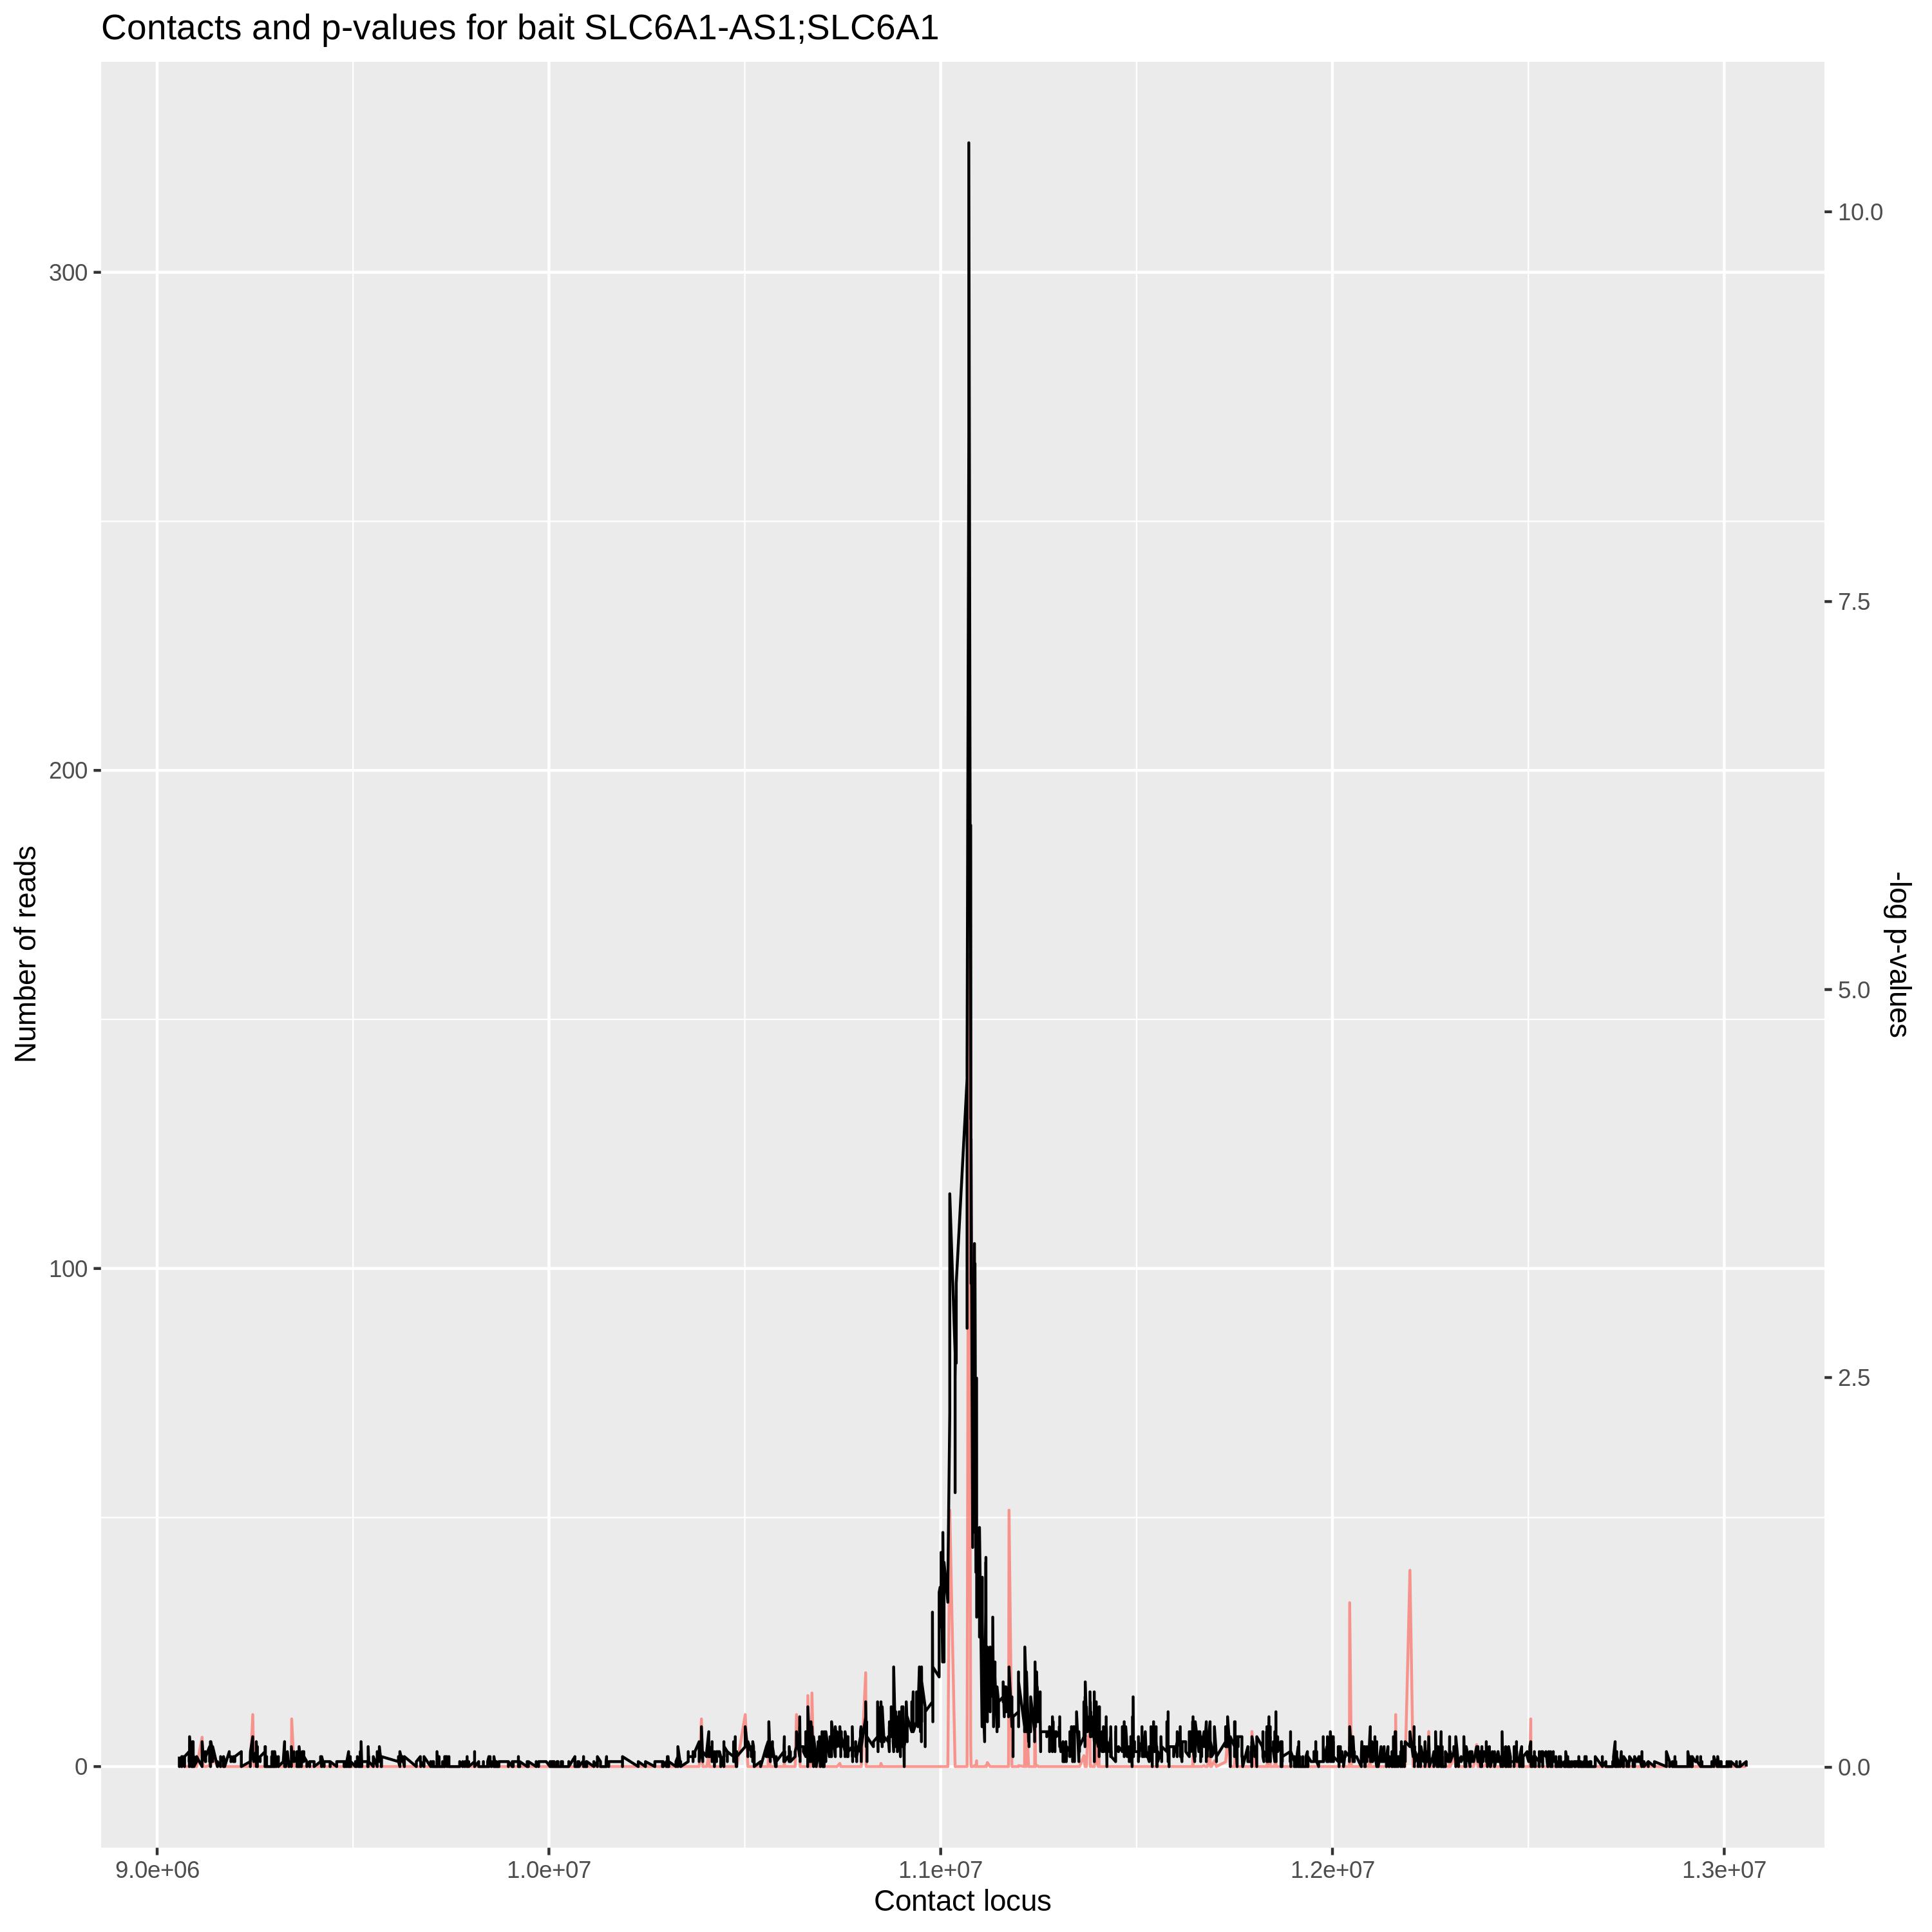 Contacts and p-values for bait SLC6A1-AS1;SLC6A1
Number of reads
300
200
100
0
10.0
7.5
5.0
2.5
0.0
-log p-values
9.0e+06 1.0e+07 1.1e+07 1.2e+07 1.3e+07
Contact locus